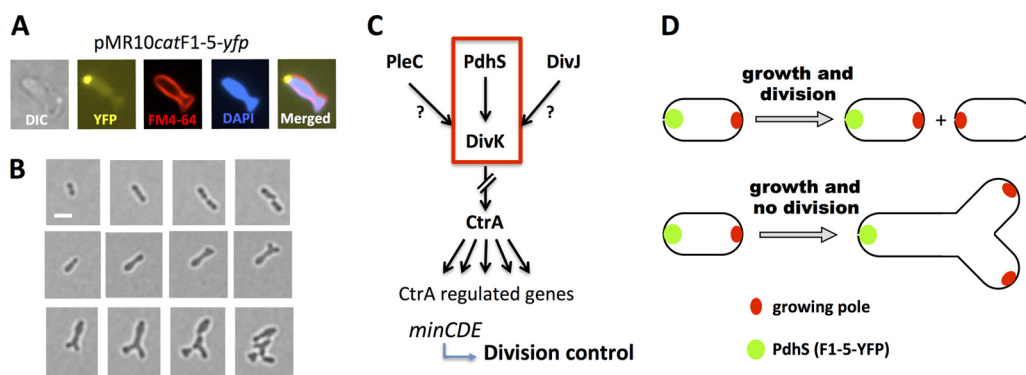 A
pMR10catF1-5-yfp
DIC
YFP
FM4-64
DAPI
Merged
B
C
PleC
PdhS
DivJ
?
?
DivK
CtrA
CtrA regulated genes
minCDE
Division control
D
growth and
division
+
growth and
no division
growing pole
PdhS (F1-5-YFP)